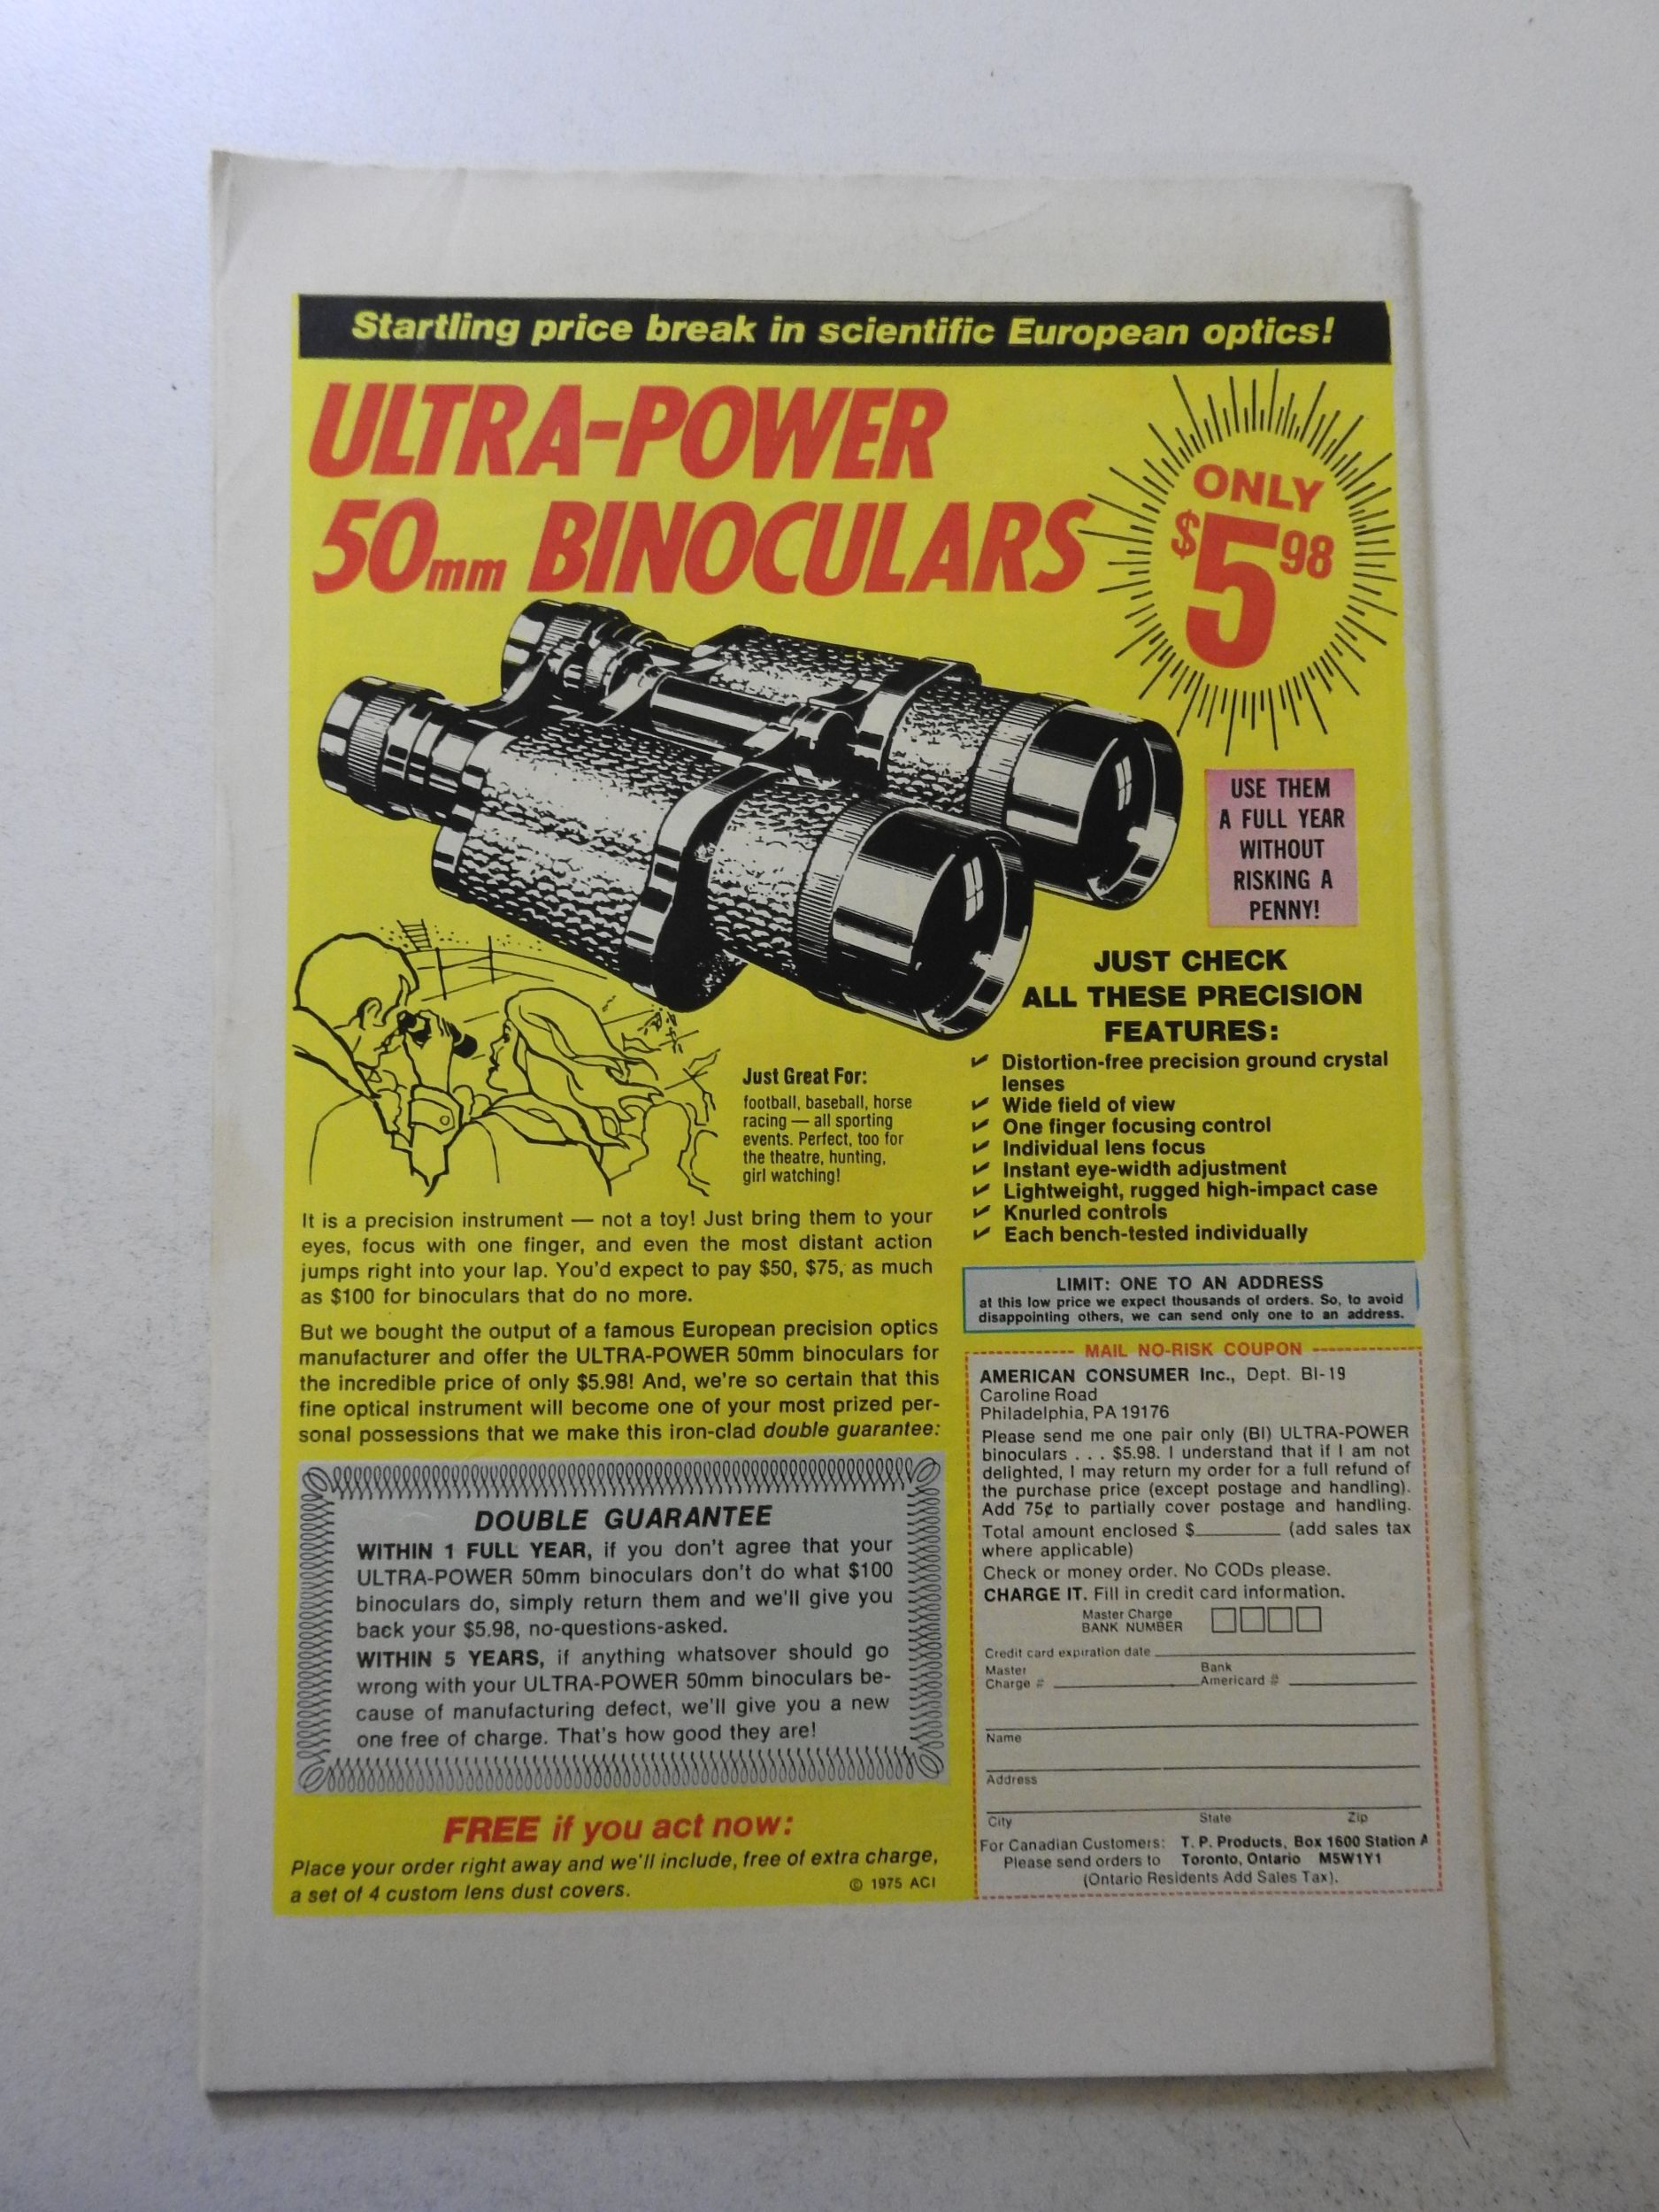 Startling price break in scientific European optics!
ULTRA-POWER
50mm BINOCULARS
ONLY
$5 98
USE THEM
A FULL YEAR
WITHOUT
RISKING A
PENNY!
JUST CHECK
ALL THESE PRECISION
FEATURES:
✔ Distortion-free precision ground crystal
lenses
✔ Wide field of view
✔ One finger focusing control
✔ Individual lens focus
✔ Instant eye-width adjustment
✔ Lightweight, rugged high-impact case
✔ Knurled controls
✔ Each bench-tested individually
Just Great For:
football, baseball, horse
racing — all sporting
events. Perfect, too for
the theatre, hunting,
girl watching!
It is a precision instrument — not a toy! Just bring them to your
eyes, focus with one finger, and even the most distant action
jumps right into your lap. You'd expect to pay $50, $75, as much
as $100 for binoculars that do no more.
But we bought the output of a famous European precision optics
manufacturer and offer the ULTRA-POWER 50mm binoculars for
the incredible price of only $5.98! And, we're so certain that this
fine optical instrument will become one of your most prized per-
sonal possessions that we make this iron-clad double guarantee:
DOUBLE GUARANTEE
WITHIN 1 FULL YEAR, if you don't agree that your
ULTRA-POWER 50mm binoculars don't do what $100
binoculars do, simply return them and we'll give you
back your $5.98, no-questions-asked.
WITHIN 5 YEARS, if anything whatsover should go
wrong with your ULTRA-POWER 50mm binoculars be-
cause of manufacturing defect, we'll give you a new
one free of charge. That's how good they are!
FREE if you act now:
Place your order right away and we'll include, free of extra charge,
a set of 4 custom lens dust covers.
© 1975 ACI
LIMIT: ONE TO AN ADDRESS
at this low price we expect thousands of orders. So, to avoid
disappointing others, we can send only one to an address.
MAIL NO-RISK COUPON
AMERICAN CONSUMER Inc., Dept. BI-19
Caroline Road
Philadelphia, PA 19176
Please send me one pair only (BI) ULTRA-POWER
binoculars . . . $5.98. I understand that if I am not
delighted, I may return my order for a full refund of
the purchase price (except postage and handling).
Add 75¢ to partially cover postage and handling.
Total amount enclosed $________ (add sales tax
where applicable)
Check or money order. No CODs please.
CHARGE IT. Fill in credit card information.
Master Charge
BANK NUMBER
Credit card expiration date
Master Bank
Charge # Americard #
Name
Address
City State Zip
For Canadian Customers: T. P. Products, Box 1600 Station A
Please send orders to Toronto, Ontario M5W1Y1
(Ontario Residents Add Sales Tax).